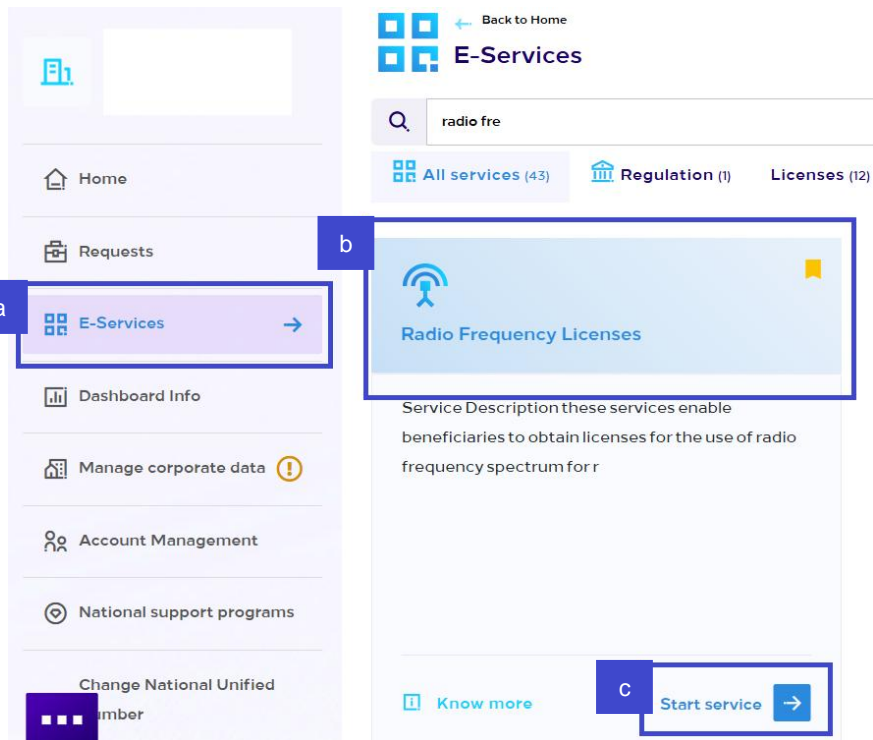 Home
Requests
a
E-Services
Dashboard Info
Manage corporate data
Account Management
National support programs
Change National Unified
mber
Back to Home
E-Services
radio fre
All services (43)
Regulation (1)
Licenses (12)
b
Radio Frequency Licenses
Service Description these services enable
beneficiaries to obtain licenses for the use of radio
frequency spectrum for r
Know more
c
Start service